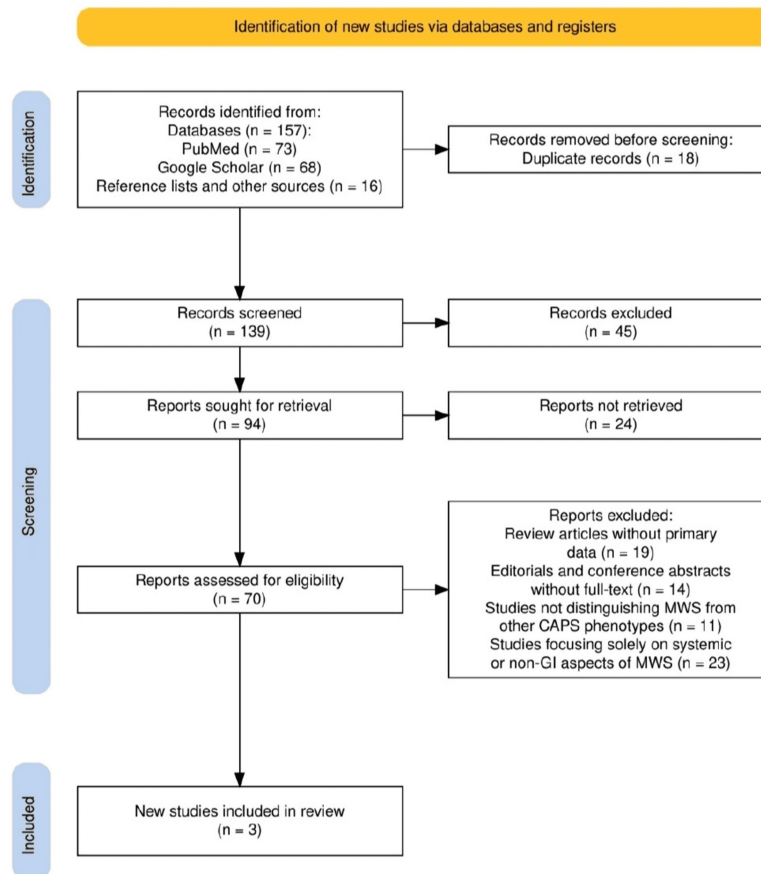 Identification of new studies via databases and registers
Identification
Records identified from:
Databases (n = 157):
PubMed (n = 73)
Google Scholar (n = 68)
Reference lists and other sources (n = 16)
Records removed before screening:
Duplicate records (n = 18)
Screening
Records screened
(n = 139)
Records excluded
(n = 45)
Reports sought for retrieval
(n = 94)
Reports not retrieved
(n = 24)
Reports assessed for eligibility
(n = 70)
Reports excluded:
Review articles without primary
data (n = 19)
Editorials and conference abstracts
without full-text (n = 14)
Studies not distinguishing MWS from
other CAPS phenotypes (n = 11)
Studies focusing solely on systemic
or non-GI aspects of MWS (n = 23)
Included
New studies included in review
(n = 3)